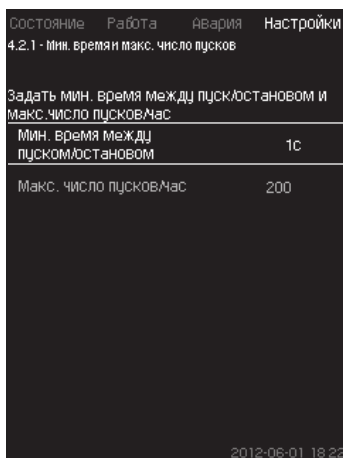 Состояние Работа Авария Настройки
4.2.1 - Мин. время и макс. число пусков
Задать мин. время между пуск/остановом и
макс.число пусков/час
Мин. время между
пуском/остановом 1с
Макс. число пусков/час 200
2012-06-01 18:22